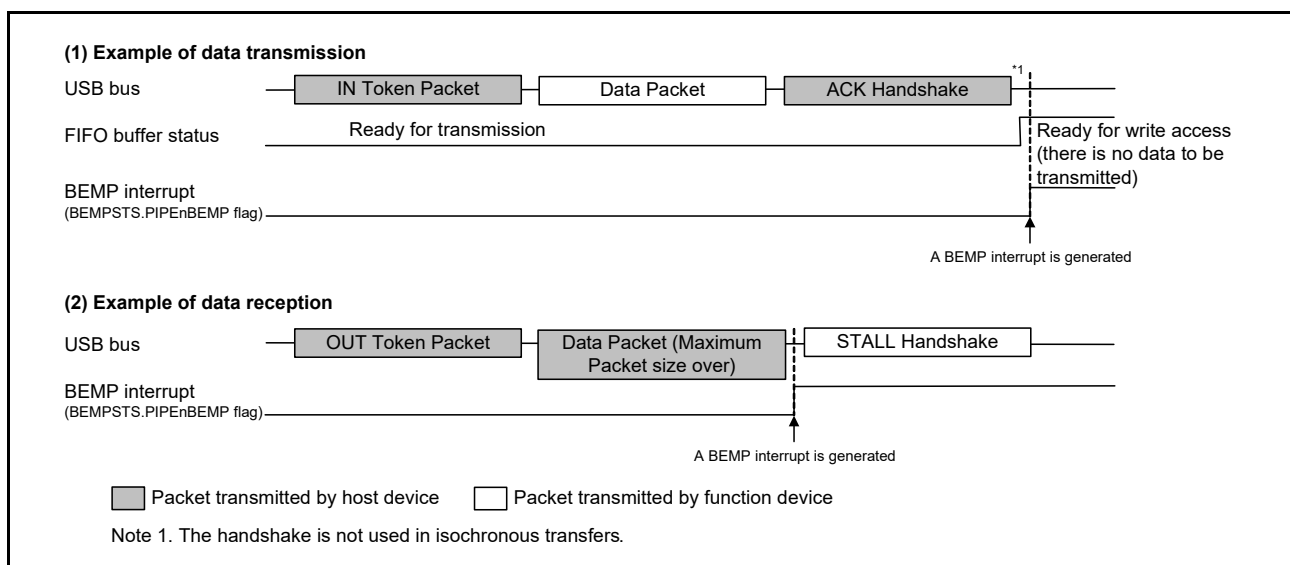 (1) Example of data transmission
USB bus
IN Token Packet
Data Packet
ACK Handshake
*1
FIFO buffer status
Ready for transmission
Ready for write access
(there is no data to be
transmitted)
BEMP interrupt
(BEMPSTS.PIPEnBEMP flag)
A BEMP interrupt is generated
(2) Example of data reception
USB bus
OUT Token Packet
Data Packet (Maximum
Packet size over)
STALL Handshake
BEMP interrupt
(BEMPSTS.PIPEnBEMP flag)
A BEMP interrupt is generated
Packet transmitted by host device
Packet transmitted by function device
Note 1. The handshake is not used in isochronous transfers.